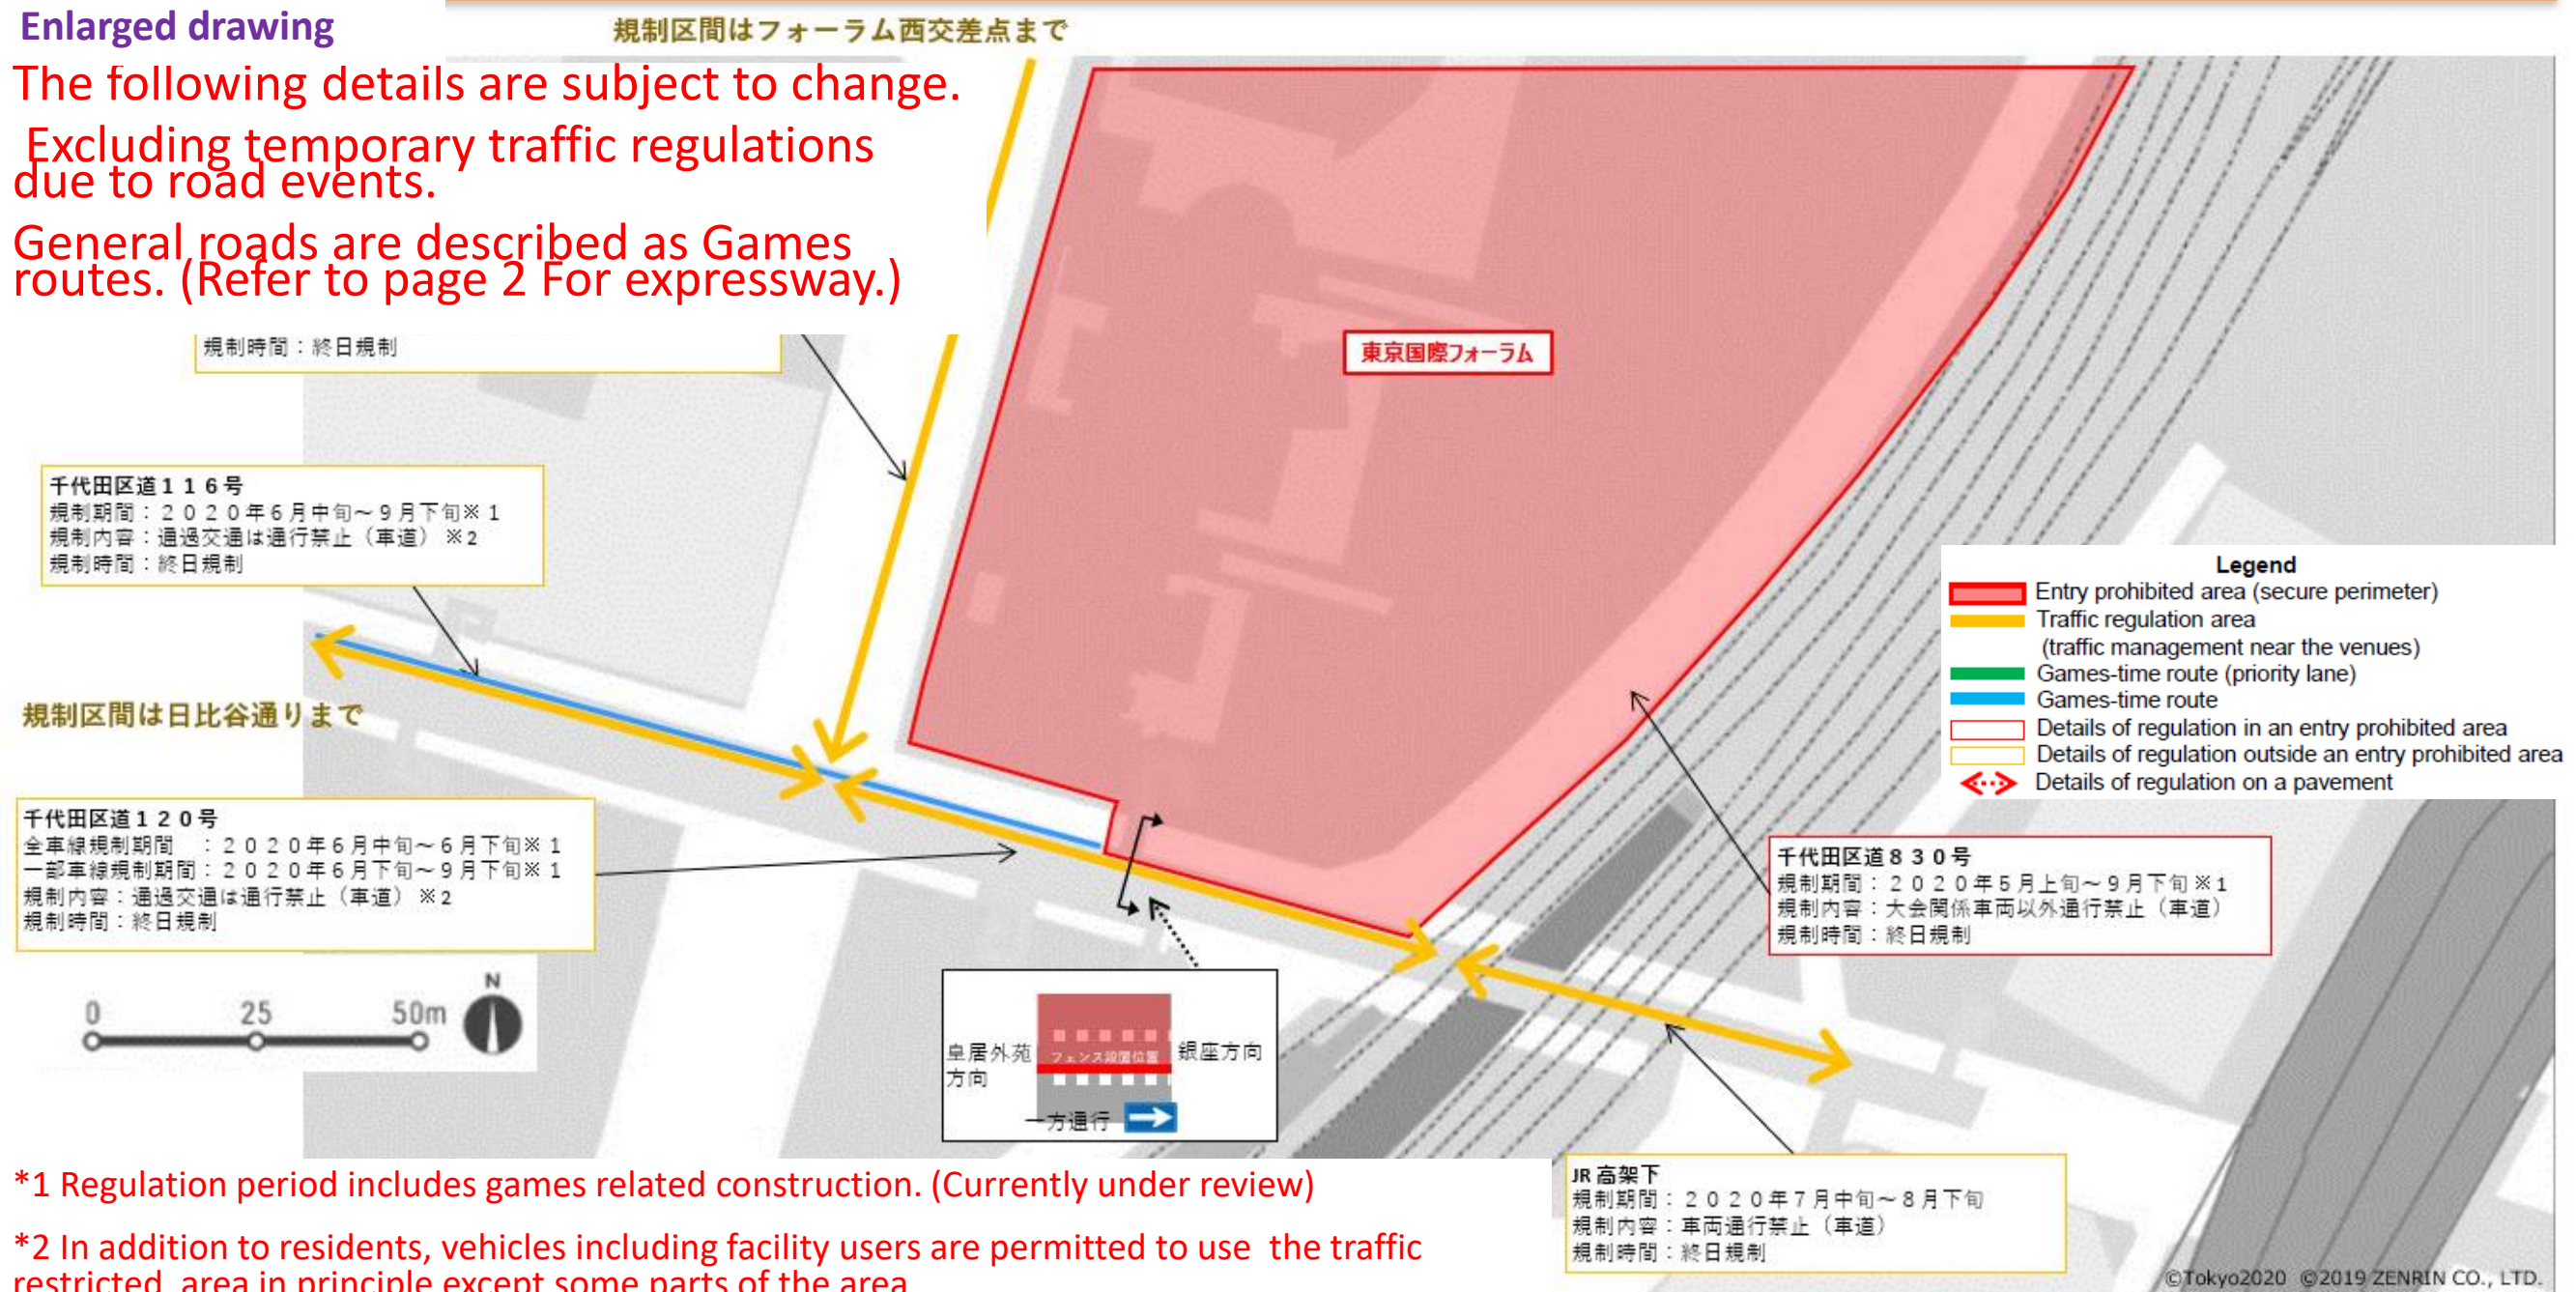 Enlarged drawing
規制区間はフォーラム西交差点まで
The following details are subject to change.
Excluding temporary traffic regulations
due to road events.
General roads are described as Games
routes. (Refer to page 2 For expressway.)
規制時間：終日規制
東京国際フォーラム
千代田区道１１６号
規制期間：２０２０年６月中旬～９月下旬※１
規制内容：通過交通は通行禁止（車道）※２
規制時間：終日規制
規制区間は日比谷通りまで
Legend
Entry prohibited area (secure perimeter)
Traffic regulation area
(traffic management near the venues)
Games-time route (priority lane)
Games-time route
Details of regulation in an entry prohibited area
Details of regulation outside an entry prohibited area
Details of regulation on a pavement
千代田区道１２０号
全車線規制期間　：２０２０年６月中旬～６月下旬※１
一部車線規制期間：２０２０年６月下旬～９月下旬※１
規制内容：通過交通は通行禁止（車道）※２
規制時間：終日規制
千代田区道８３０号
規制期間：２０２０年５月上旬～９月下旬※1
規制内容：大会関係車両以外通行禁止（車道）
規制時間：終日規制
0 25 50m N
皇居外苑
方向
フェンス設置位置
銀座方向
一方通行
JR高架下
規制期間：２０２０年７月中旬～８月下旬
規制内容：車両通行禁止（車道）
規制時間：終日規制
*1 Regulation period includes games related construction. (Currently under review)
*2 In addition to residents, vehicles including facility users are permitted to use the traffic
restricted area in principle except some parts of the area
©Tokyo2020 ©2019 ZENRIN CO., LTD.